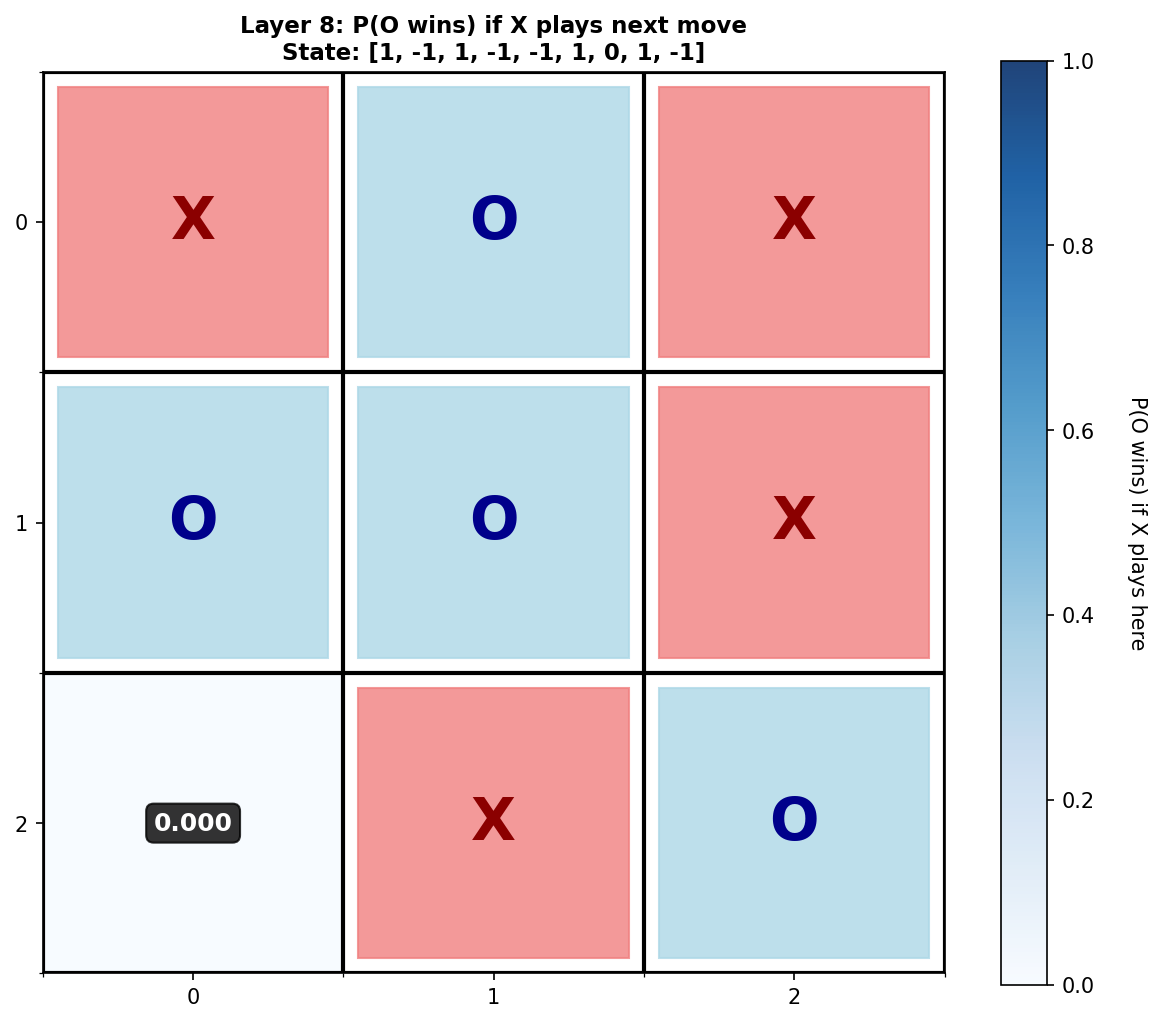 Layer 8: P(O wins) if X plays next move
State: [1, -1, 1, -1, -1, 1, 0, 1, -1]
X O X
0
O O X
1
0.000 X O
2
0 1 2
1.0
0.8
0.6
0.4
0.2
0.0
P(O wins) if X plays here